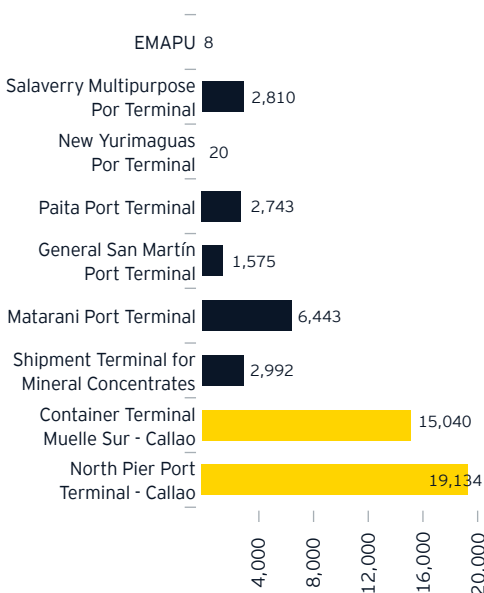 EMAPU 8
Salaverry Multipurpose
Por Terminal
2,810
New Yurimaguas
Por Terminal
20
Paita Port Terminal 2,743
General San Martín
Port Terminal
1,575
Matarani Port Terminal 6,443
Shipment Terminal for
Mineral Concentrates
2,992
Container Terminal
Muelle Sur - Callao
15,040
North Pier Port
Terminal - Callao
19,134
4,000
8,000
12,000
16,000
20,000